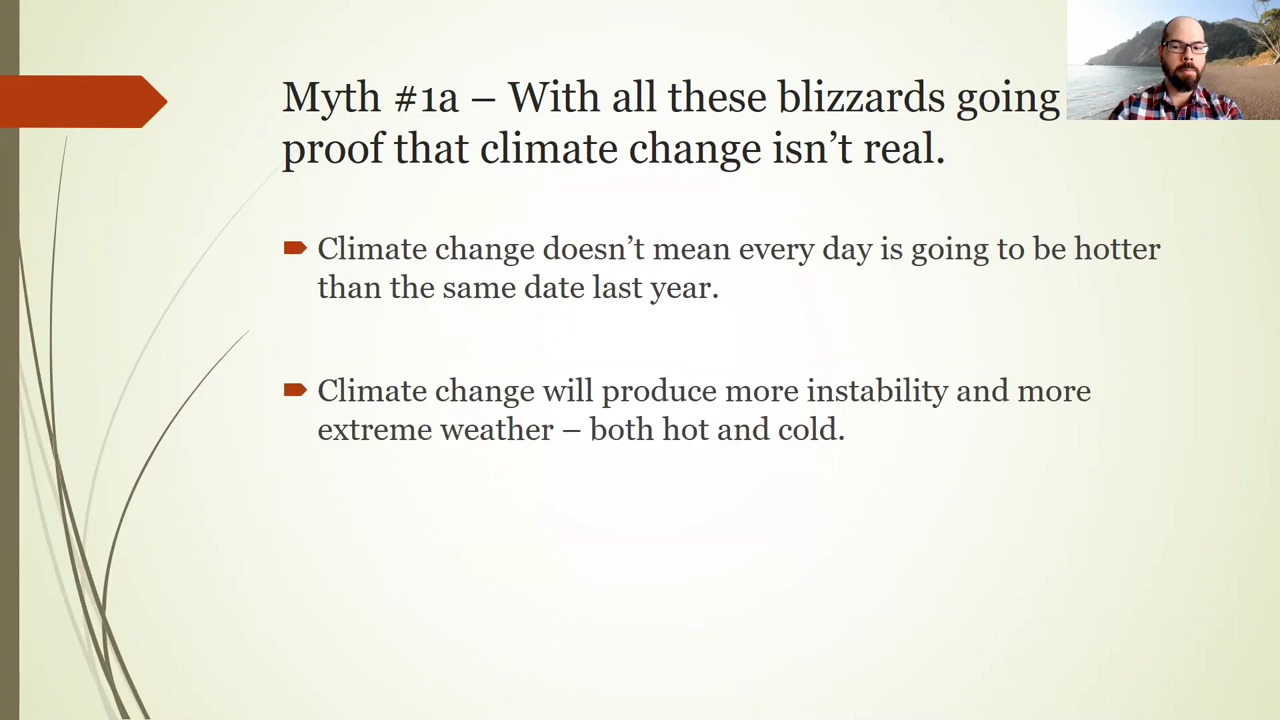 Myth #1a – With all these blizzards going
proof that climate change isn’t real.
Climate change doesn’t mean every day is going to be hotter
than the same date last year.
Climate change will produce more instability and more
extreme weather – both hot and cold.